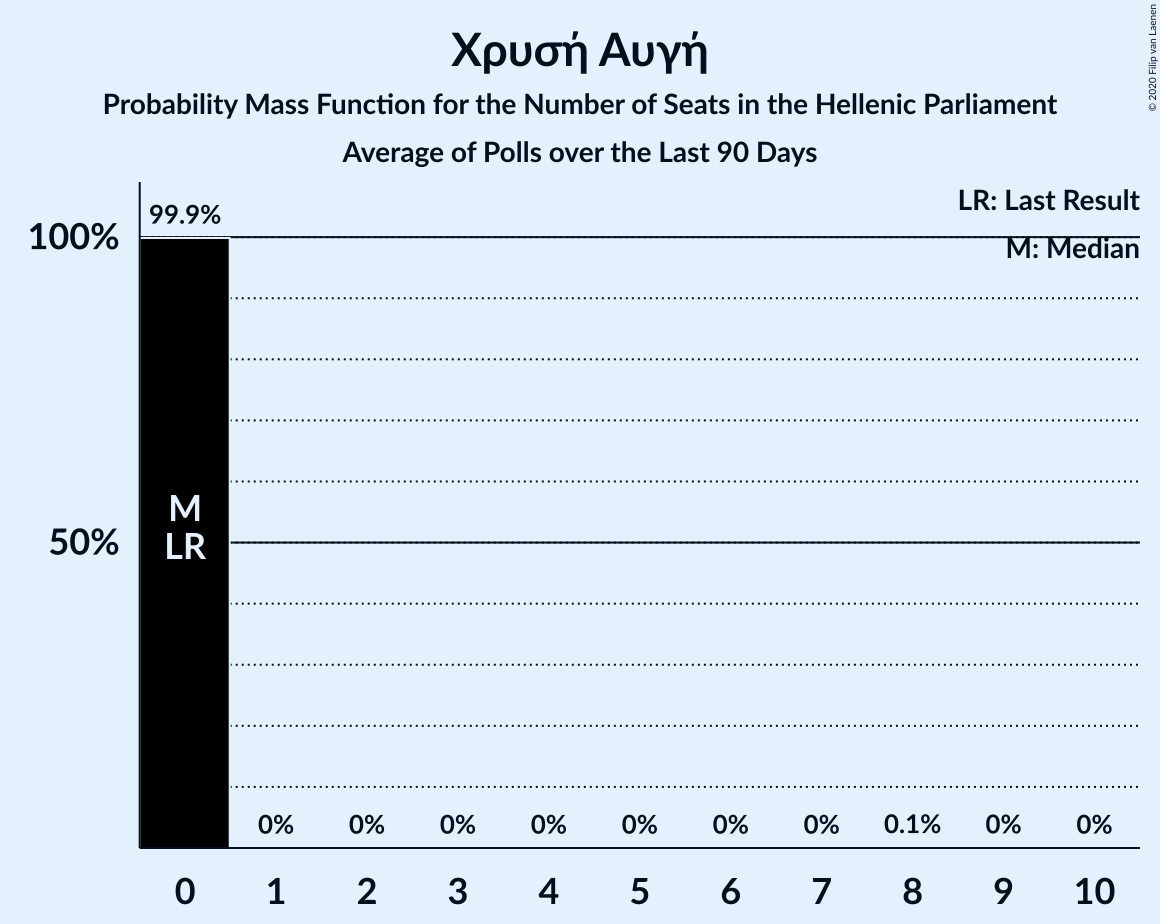 Χρυσή Αυγή
Probability Mass Function for the Number of Seats in the Hellenic Parliament
Average of Polls over the Last 90 Days
© 2020 Filip van Laenen
LR: Last Result
M: Median
99.9%
100%
50%
M
LR
0% 0% 0% 0% 0% 0% 0% 0.1% 0% 0%
0 1 2 3 4 5 6 7 8 9 10